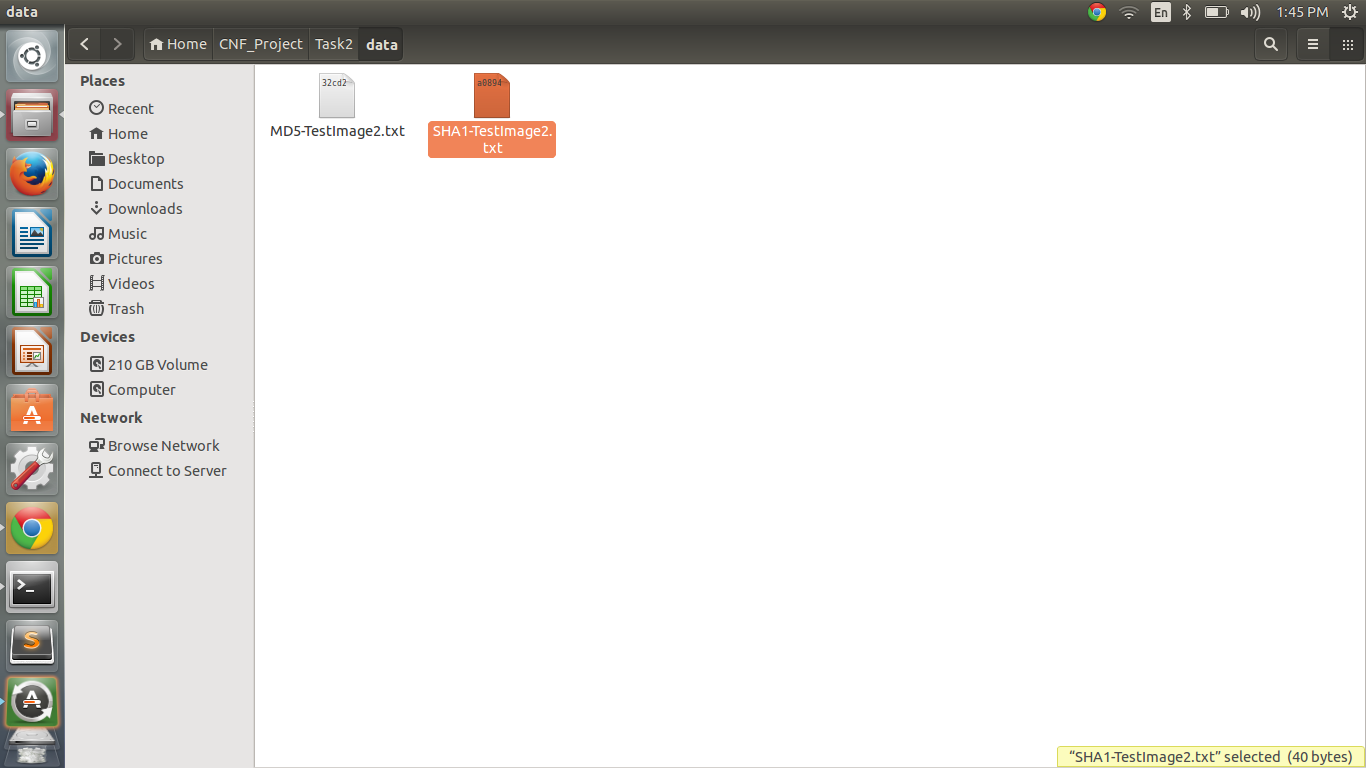 data
En
1:45 PM
Home
CNF_Project
Task2
data
Places
Recent
Home
Desktop
Documents
Downloads
Music
Pictures
Videos
Trash
Devices
210 GB Volume
Computer
Network
Browse Network
Connect to Server
32cd2
MD5-TestImage2.txt
a0894
SHA1-TestImage2.
txt
“SHA1-TestImage2.txt” selected (40 bytes)